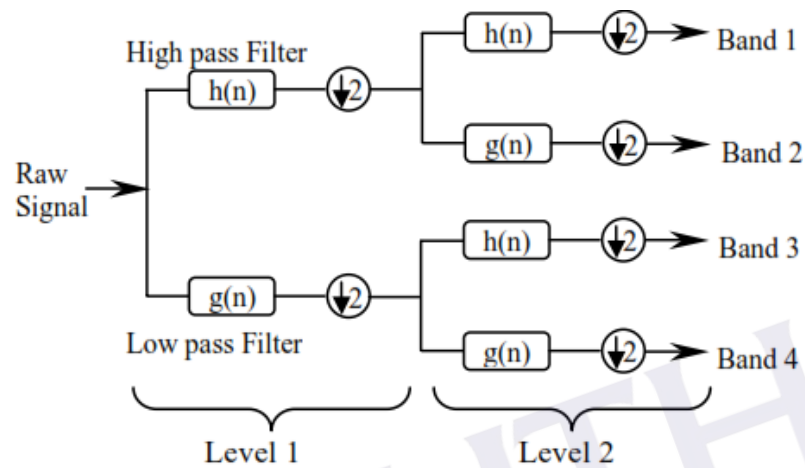 High pass Filter
h(n)
↓2
h(n)
↓2
Band 1
g(n)
↓2
Band 2
Raw
Signal
g(n)
↓2
Low pass Filter
h(n)
↓2
Band 3
g(n)
↓2
Band 4
Level 1
Level 2